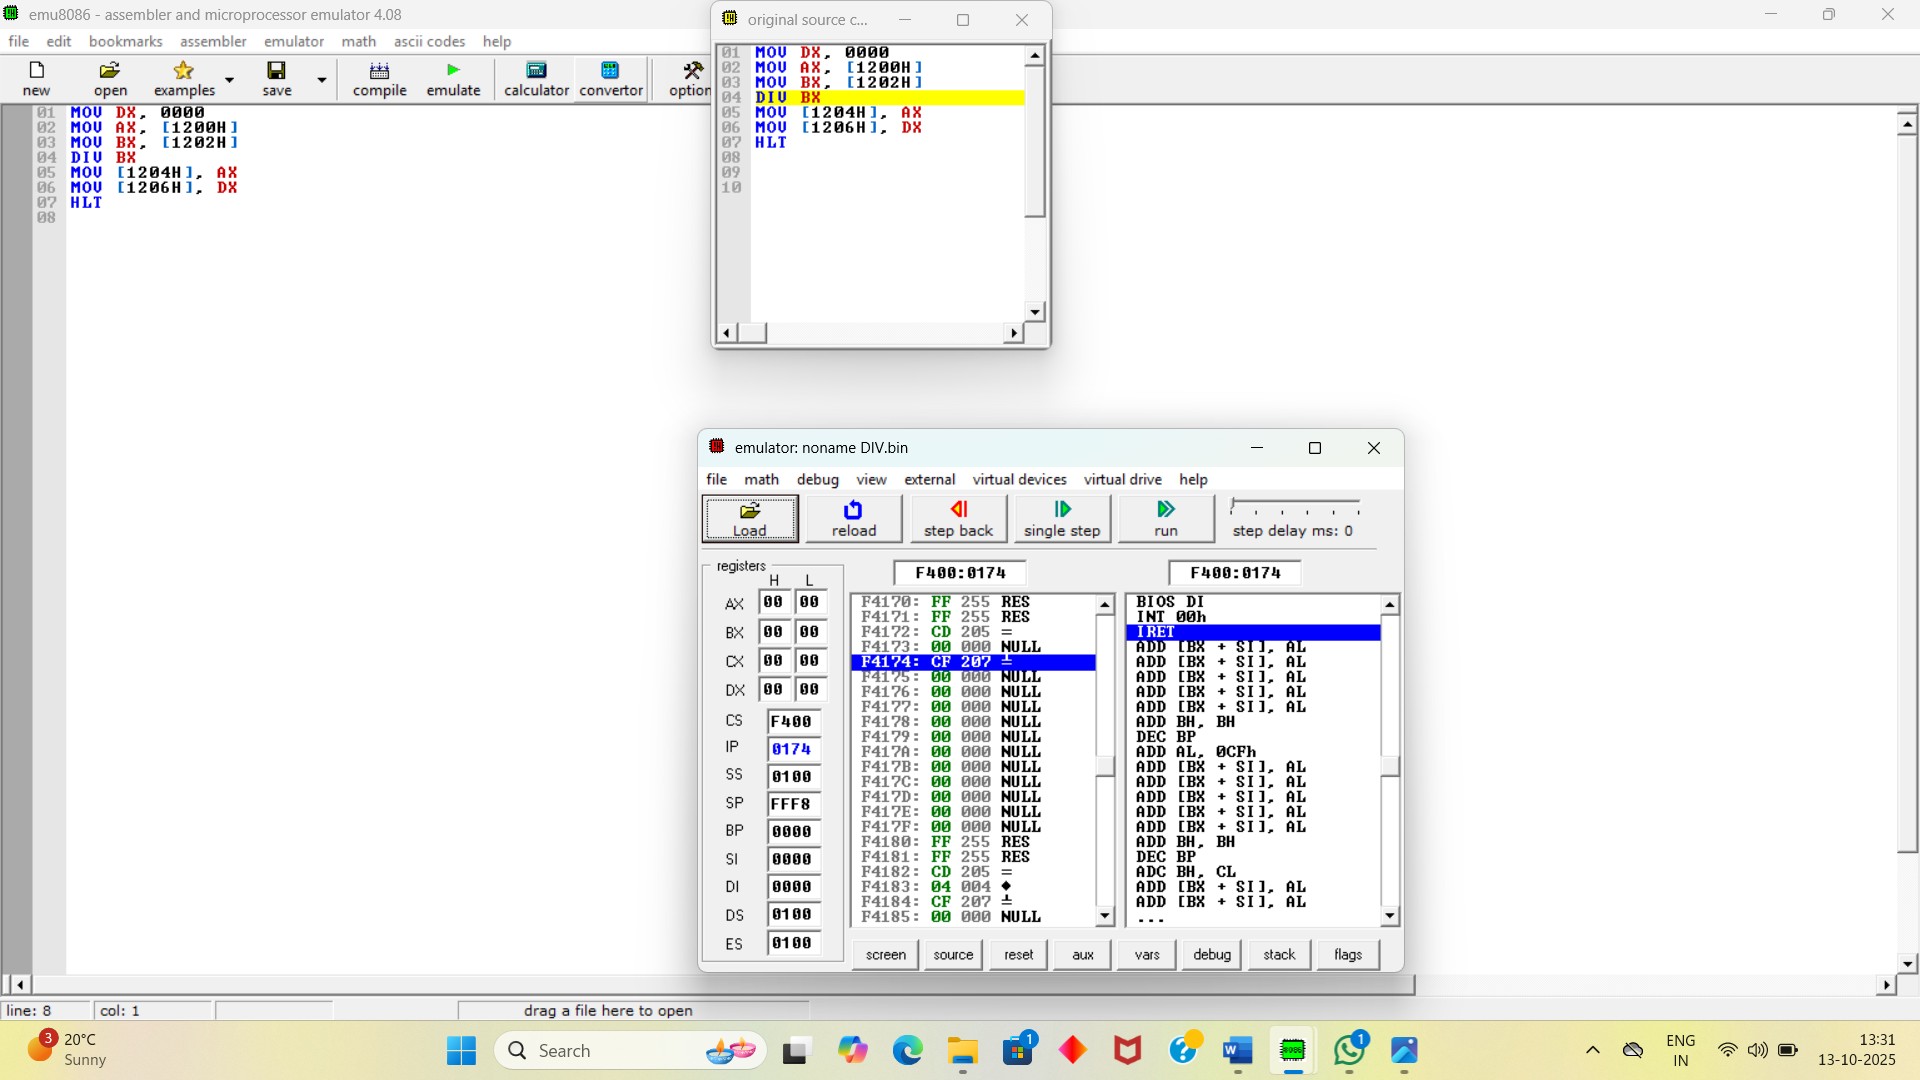 emu8086 - assembler and microprocessor emulator 4.08
file edit bookmarks assembler emulator math ascii codes help
new open examples save compile emulate calculator convertor option
01 MOV DX, 0000
02 MOV AX, [1200H]
03 MOV BX, [1202H]
04 DIV BX
05 MOV [1204H], AX
06 MOV [1206H], DX
07 HLT
08
original source c...
01 MOV DX, 0000
02 MOV AX, [1200H]
03 MOV BX, [1202H]
04 DIV BX
05 MOV [1204H], AX
06 MOV [1206H], DX
07 HLT
08
09
10
emulator: noname DIV.bin
file math debug view external virtual devices virtual drive help
Load reload step back single step run step delay ms: 0
registers
H L
AX 00 00
BX 00 00
CX 00 00
DX 00 00
CS F400
IP 0174
SS 0100
SP FFF8
BP 0000
SI 0000
DI 0000
DS 0100
ES 0100
F400:0174
F4170: FF 255 RES
F4171: FF 255 RES
F4172: CD 205 =
F4173: 00 000 NULL
F4174: CF 207 ╧
F4175: 00 000 NULL
F4176: 00 000 NULL
F4177: 00 000 NULL
F4178: 00 000 NULL
F4179: 00 000 NULL
F417A: 00 000 NULL
F417B: 00 000 NULL
F417C: 00 000 NULL
F417D: 00 000 NULL
F417E: 00 000 NULL
F417F: 00 000 NULL
F4180: FF 255 RES
F4181: FF 255 RES
F4182: CD 205 =
F4183: 04 004 ♦
F4184: CF 207 ╧
F4185: 00 000 NULL
F400:0174
BIOS DI
INT 00h
IRET
ADD [BX + SI], AL
ADD [BX + SI], AL
ADD [BX + SI], AL
ADD [BX + SI], AL
ADD [BX + SI], AL
ADD BH, BH
DEC BP
ADD AL, 0CFh
ADD [BX + SI], AL
ADD [BX + SI], AL
ADD [BX + SI], AL
ADD [BX + SI], AL
ADD [BX + SI], AL
ADD BH, BH
DEC BP
ADC BH, CL
ADD [BX + SI], AL
ADD [BX + SI], AL
...
screen source reset aux vars debug stack flags
line: 8 col: 1 drag a file here to open
3
20°C
Sunny
Search
1
1
ENG
IN
13:31
13-10-2025